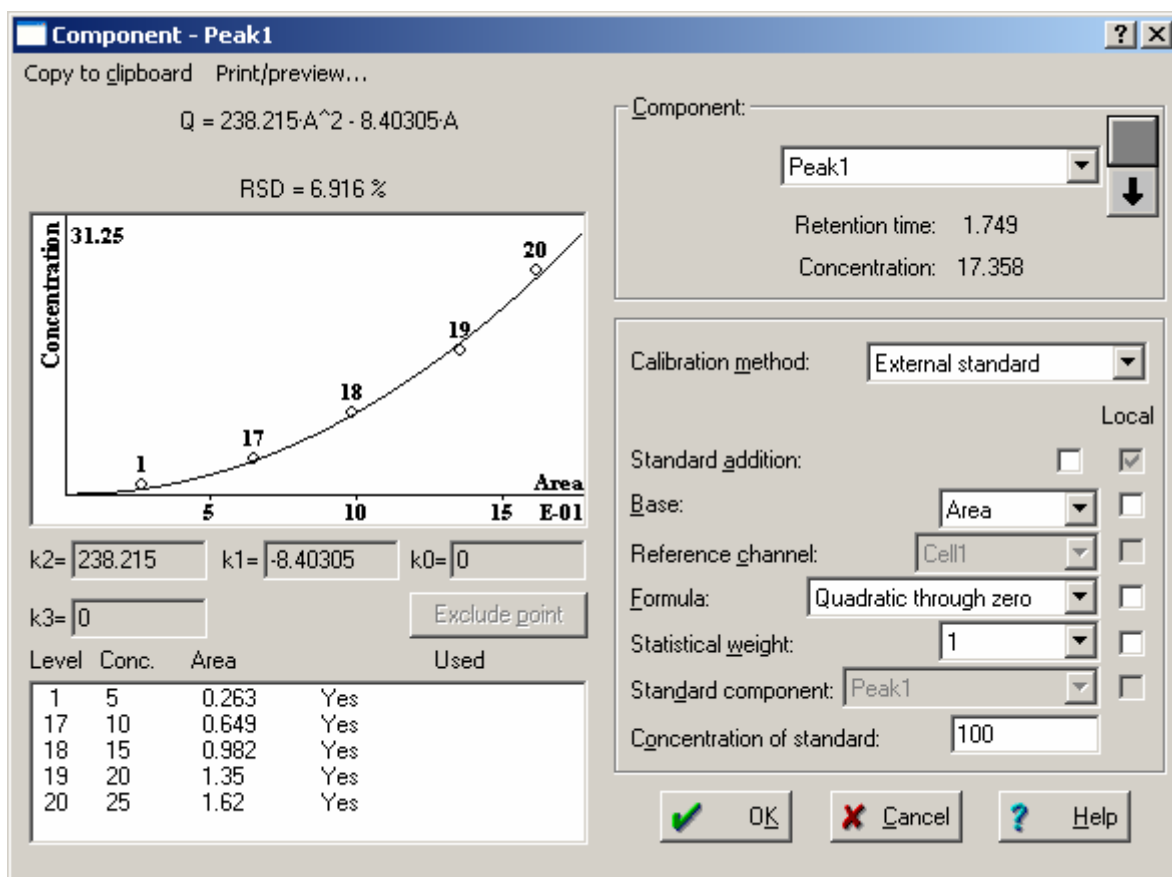 Component - Peak1
Copy to clipboard Print/preview...
Q = 238.215·A^2 - 8.40305·A
RSD = 6.916 %
Concentration
31.25
1
17
18
19
20
Area
5 10 15 E-01
k2= 238.215 k1= -8.40305 k0= 0
k3= 0 Exclude point
Level Conc. Area Used
1 5 0.263 Yes
17 10 0.649 Yes
18 15 0.982 Yes
19 20 1.35 Yes
20 25 1.62 Yes
Component:
Peak1
Retention time: 1.749
Concentration: 17.358
Calibration method: External standard
Local
Standard addition:
Base: Area
Reference channel: Cell1
Formula: Quadratic through zero
Statistical weight: 1
Standard component: Peak1
Concentration of standard: 100
OK Cancel ? Help